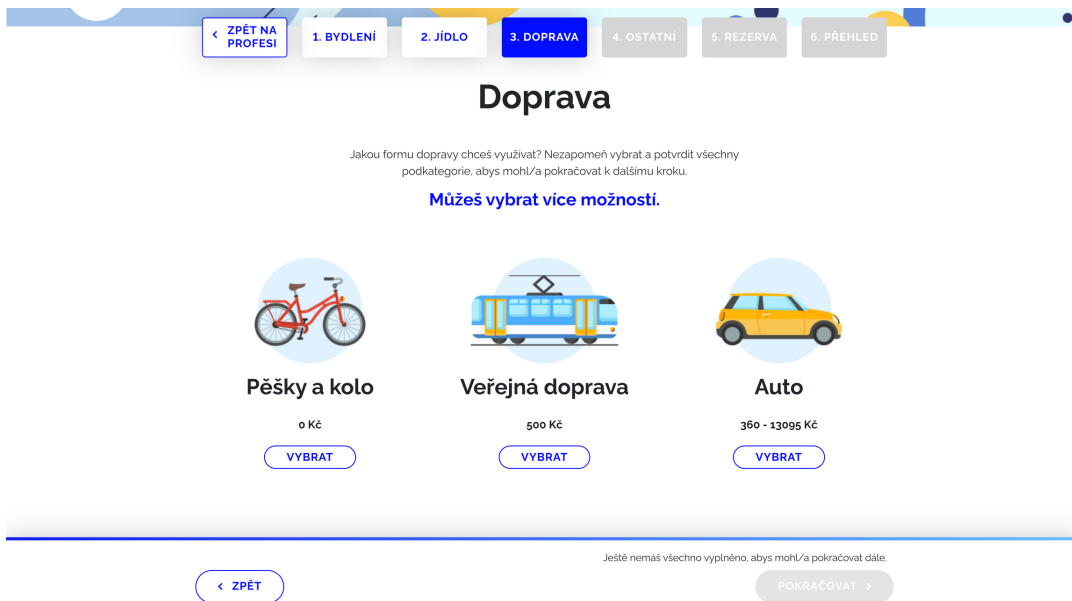 ‹ ZPĚT NA
PROFESI
1. BYDLENÍ
2. JÍDLO
3. DOPRAVA
4. OSTATNÍ
5. REZERVA
6. PŘEHLED
Doprava
Jakou formu dopravy chceš využívat? Nezapomeň vybrat a potvrdit všechny
podkategorie, abys mohl/a pokračovat k dalšímu kroku.
Můžeš vybrat více možností.
Pěšky a kolo
0 Kč
VYBRAT
Veřejná doprava
500 Kč
VYBRAT
Auto
360 - 13095 Kč
VYBRAT
Ještě nemáš všechno vyplněno, abys mohl/a pokračovat dále.
‹ ZPĚT
POKRAČOVAT ›